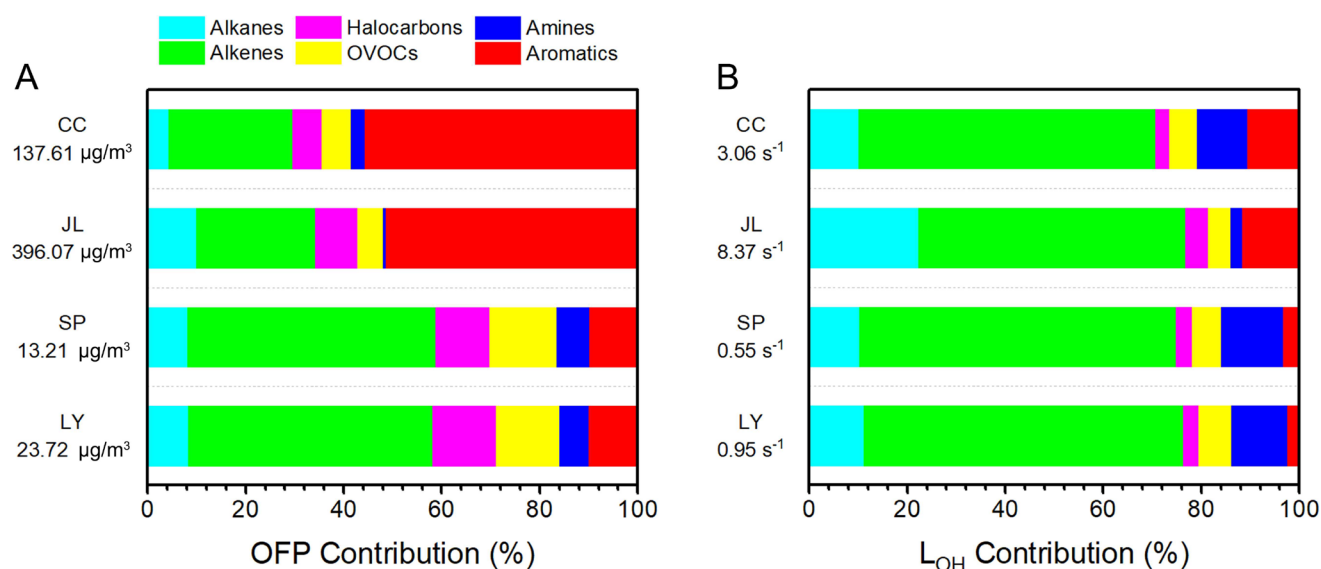 Alkanes Halocarbons Amines
Alkenes OVOCs Aromatics
A
CC
137.61 µg/m³
JL
396.07 µg/m³
SP
13.21 µg/m³
LY
23.72 µg/m³
0 20 40 60 80 100
OFP Contribution (%)
B
CC
3.06 s⁻¹
JL
8.37 s⁻¹
SP
0.55 s⁻¹
LY
0.95 s⁻¹
0 20 40 60 80 100
L_OH Contribution (%)